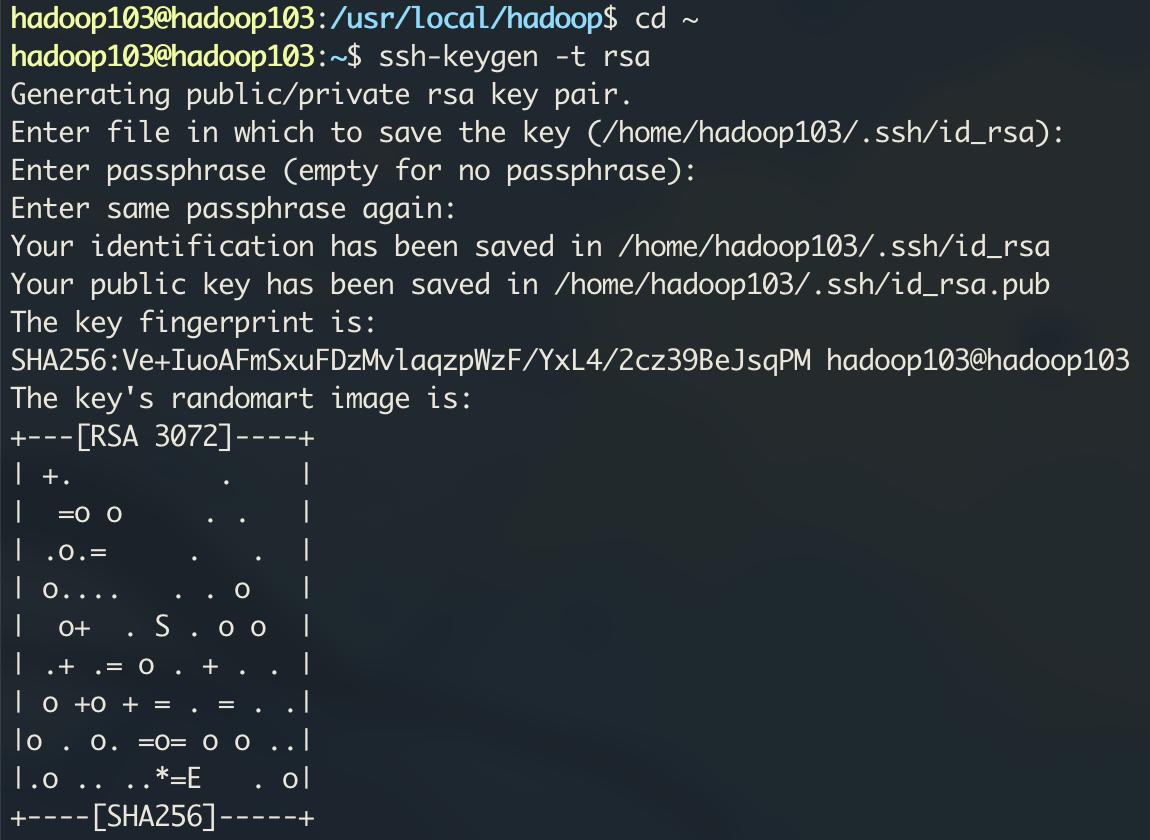 hadoop103@hadoop103:/usr/local/hadoop$ cd ~
hadoop103@hadoop103:~$ ssh-keygen -t rsa
Generating public/private rsa key pair.
Enter file in which to save the key (/home/hadoop103/.ssh/id_rsa):
Enter passphrase (empty for no passphrase):
Enter same passphrase again:
Your identification has been saved in /home/hadoop103/.ssh/id_rsa
Your public key has been saved in /home/hadoop103/.ssh/id_rsa.pub
The key fingerprint is:
SHA256:Ve+IuoAFmSxuFDzMvlaqzpWzF/YxL4/2cz39BeJsqPM hadoop103@hadoop103
The key's randomart image is:
+---[RSA 3072]----+
| +.         .    |
|  =o o     . .   |
| .o.=     .   .  |
| o....   . . o   |
|  o+  . S . o o  |
| .+ .= o . + . . |
| o +o + = . = . .|
|o . o. =o= o o ..|
|.o .. ..*=E   . o|
+----[SHA256]-----+